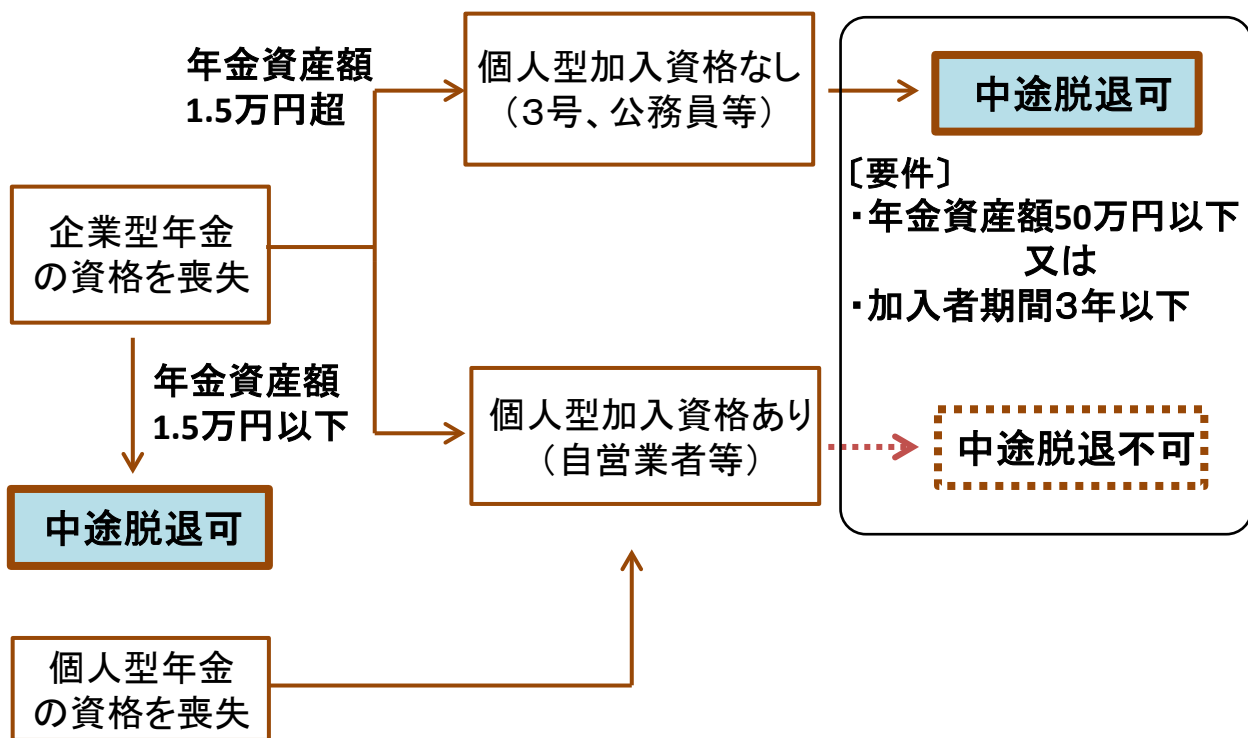 年金資産額
1.5万円超
個人型加入資格なし
（３号、公務員等）
中途脱退可
〔要件〕
・年金資産額50万円以下
又は
・加入者期間３年以下
企業型年金
の資格を喪失
年金資産額
1.5万円以下
個人型加入資格あり
（自営業者等）
中途脱退不可
中途脱退可
個人型年金
の資格を喪失